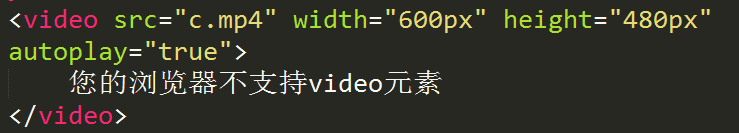 <video src="c.mp4" width="600px" height="480px"
autoplay="true">
您的浏览器不支持video元素
</video>